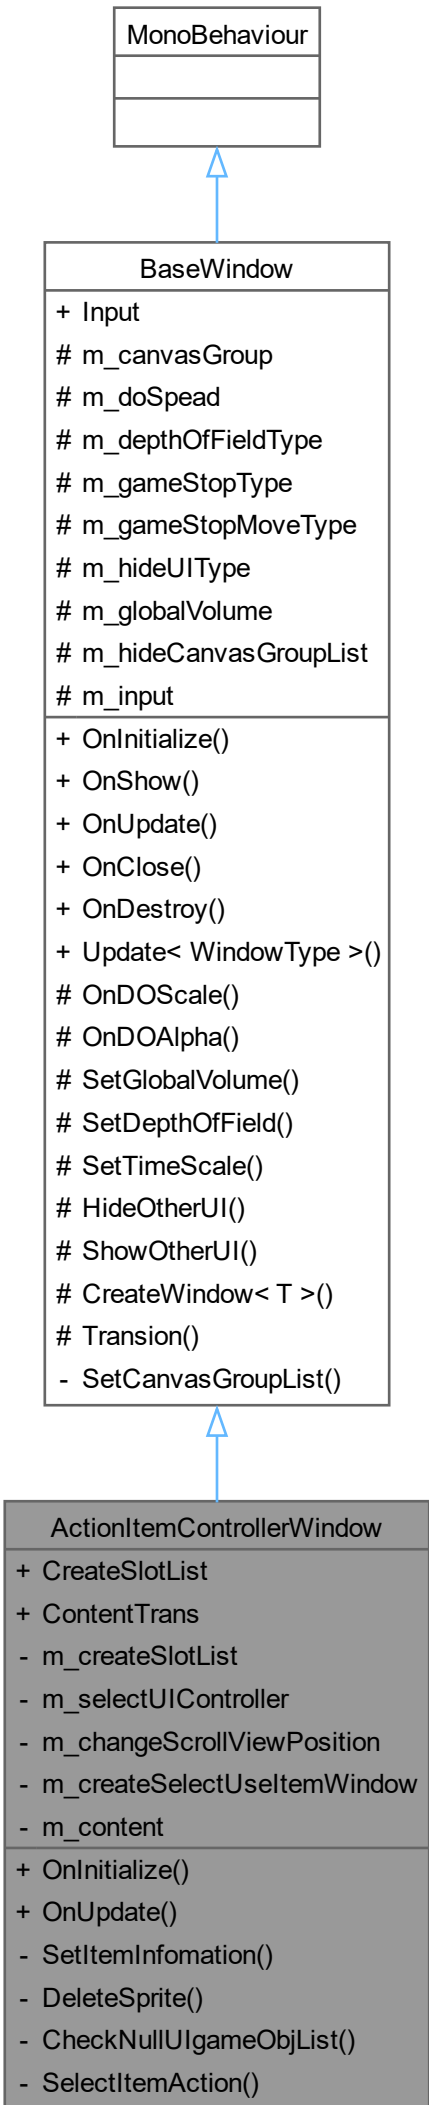 MonoBehaviour
BaseWindow
+ Input
# m_canvasGroup
# m_doSpead
# m_depthOfFieldType
# m_gameStopType
# m_gameStopMoveType
# m_hideUIType
# m_globalVolume
# m_hideCanvasGroupList
# m_input
+ OnInitialize()
+ OnShow()
+ OnUpdate()
+ OnClose()
+ OnDestroy()
+ Update< WindowType >()
# OnDOScale()
# OnDOAlpha()
# SetGlobalVolume()
# SetDepthOfField()
# SetTimeScale()
# HideOtherUI()
# ShowOtherUI()
# CreateWindow< T >()
# Transion()
- SetCanvasGroupList()
ActionItemControllerWindow
+ CreateSlotList
+ ContentTrans
- m_createSlotList
- m_selectUIController
- m_changeScrollViewPosition
- m_createSelectUseItemWindow
- m_content
+ OnInitialize()
+ OnUpdate()
- SetItemInfomation()
- DeleteSprite()
- CheckNullUIgameObjList()
- SelectItemAction()